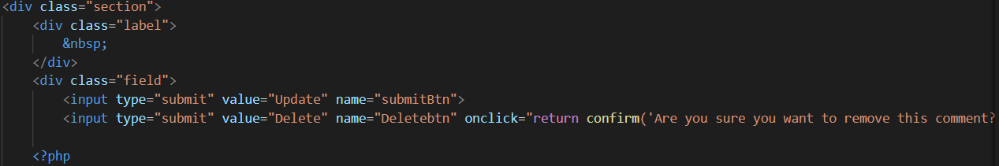 <div class="section">
<div class="label">
&nbsp;
</div>
<div class="field">
<input type="submit" value="Update" name="submitBtn">
<input type="submit" value="Delete" name="Deletebtn" onclick="return confirm('Are you sure you want to remove this comment?
<?php